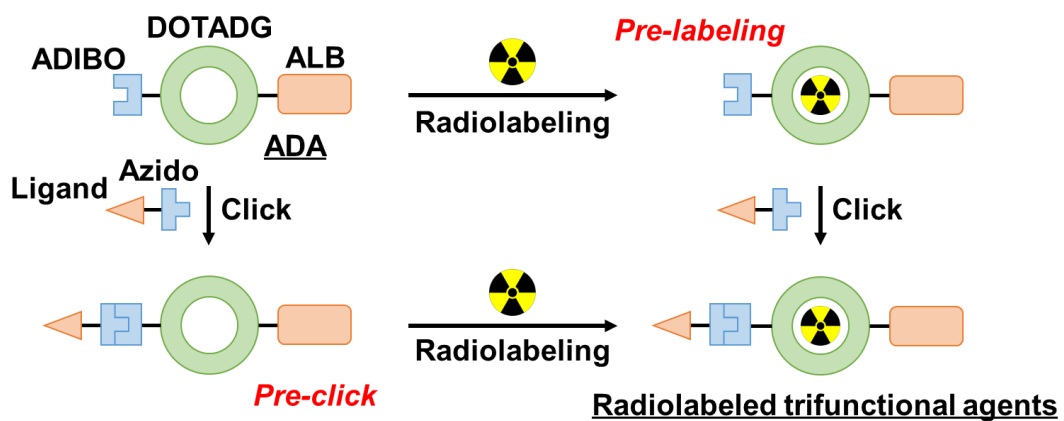 DOTADG
Pre-labeling
ADIBO
ALB
Radiolabeling
ADA
Azido
Ligand
Click
Click
Radiolabeling
Pre-click
Radiolabeled trifunctional agents